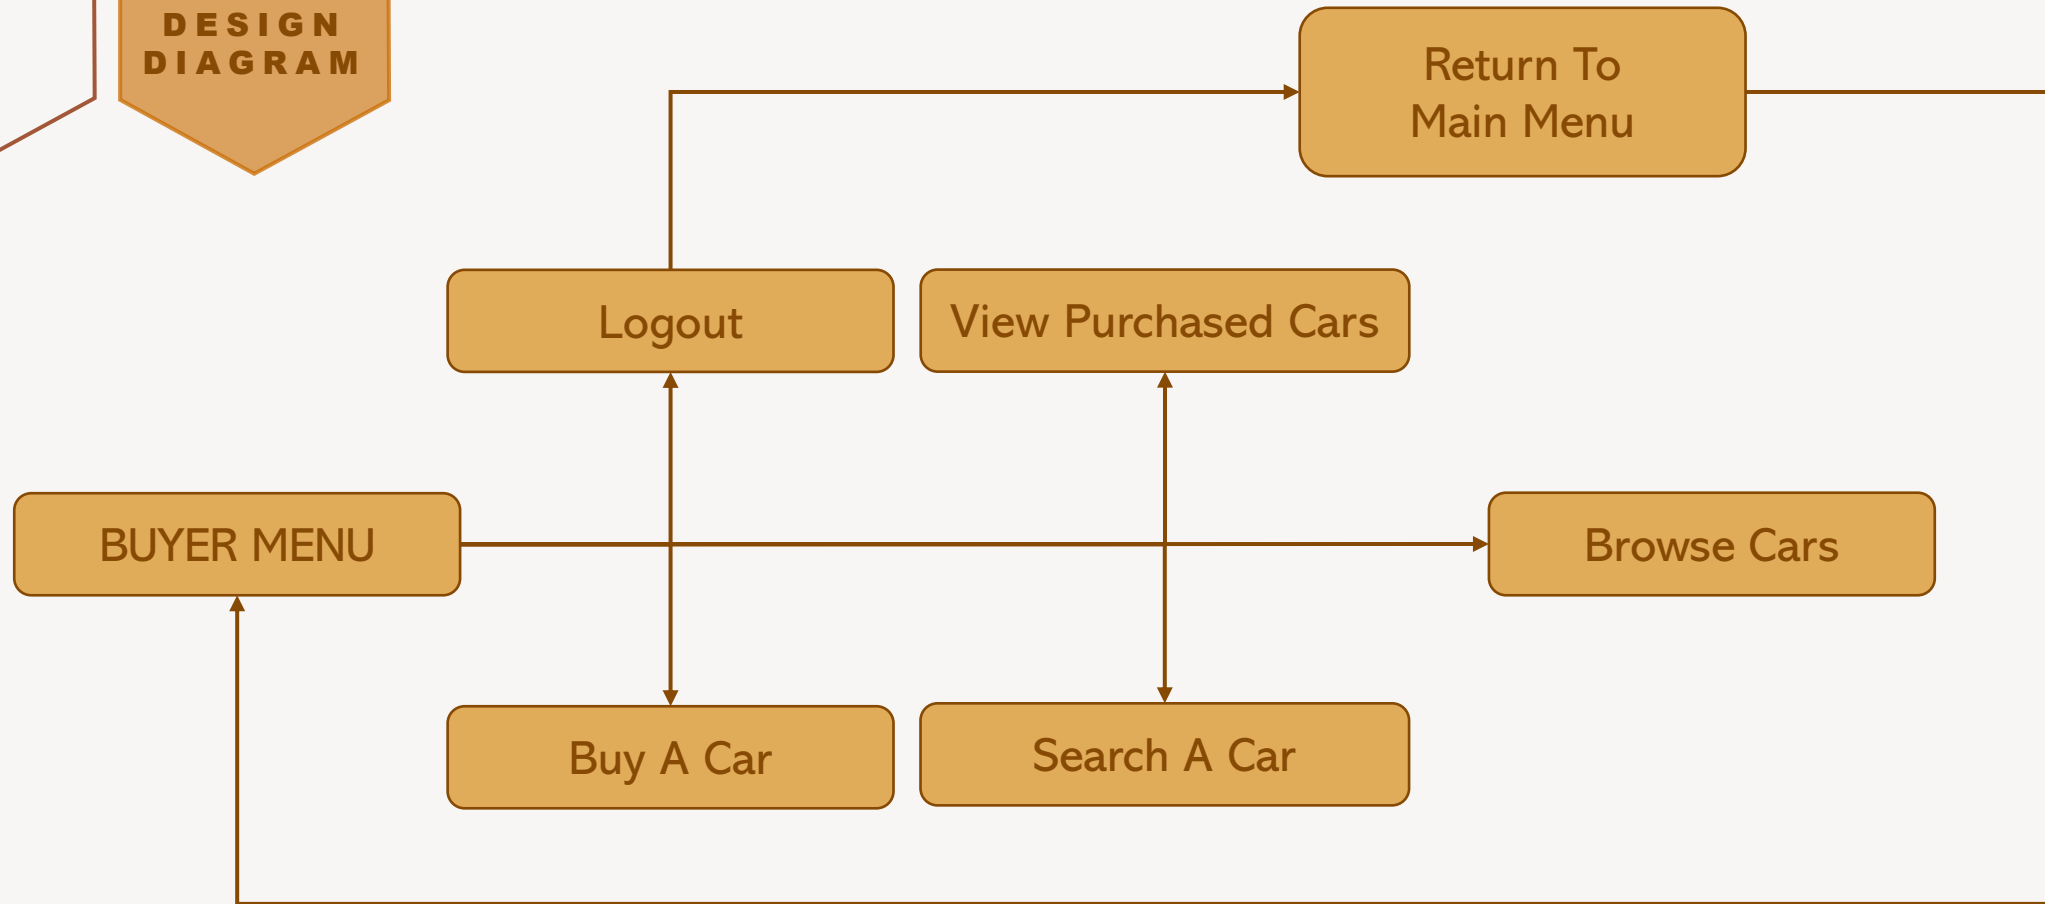 DESIGN
DIAGRAM
Return To
Main Menu
Logout
View Purchased Cars
BUYER MENU
Browse Cars
Buy A Car
Search A Car